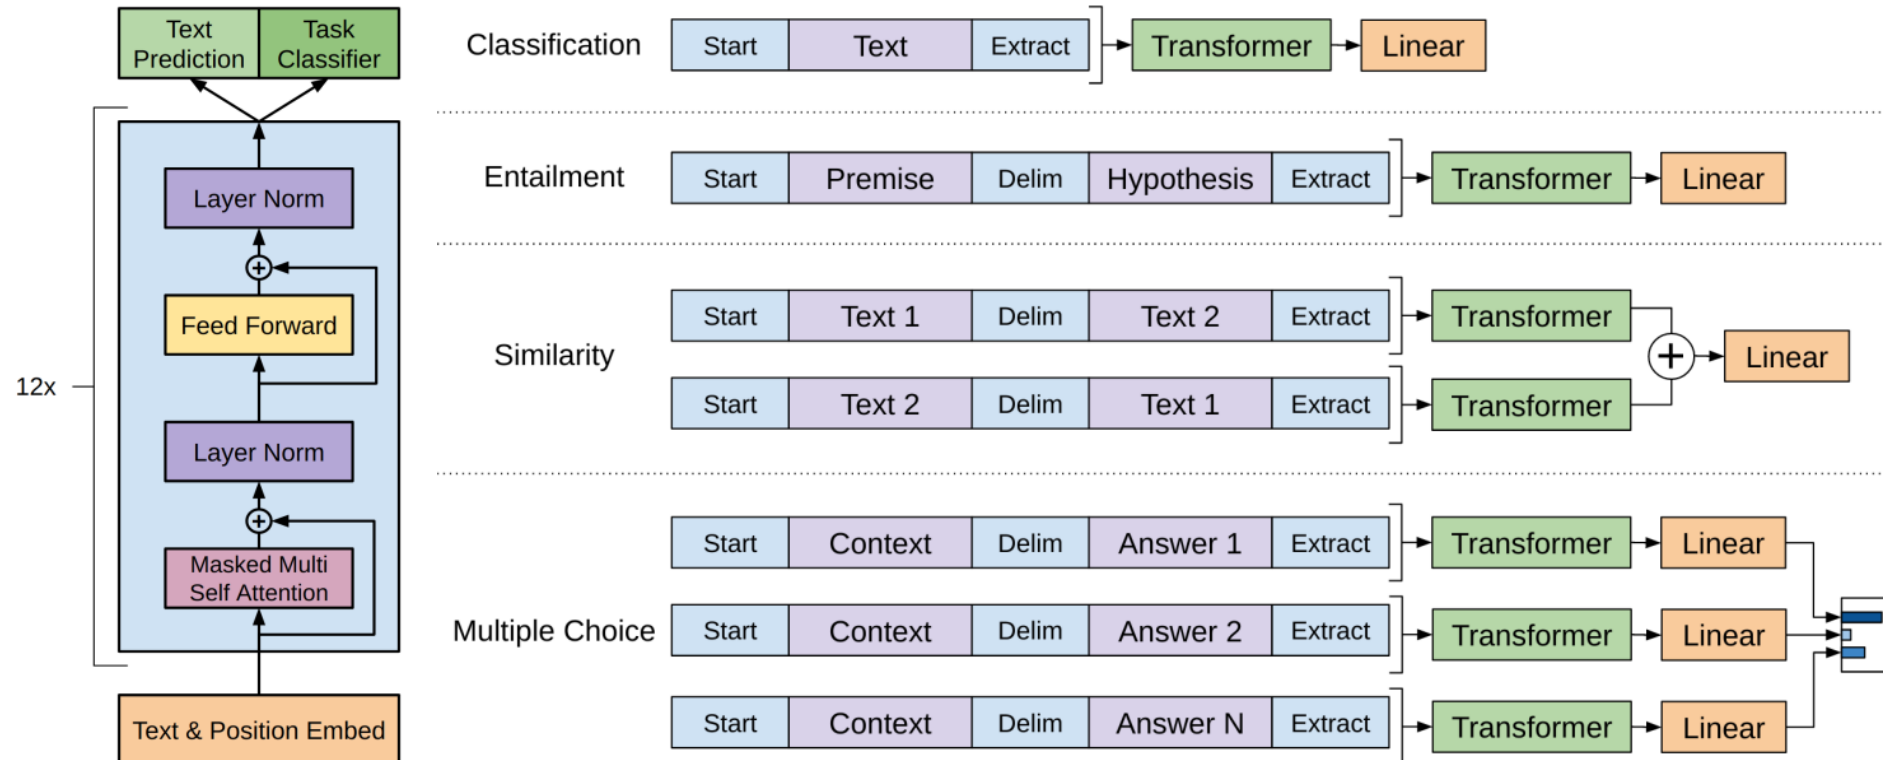 Text
Prediction
Task
Classifier
12x
Layer Norm
Feed Forward
Layer Norm
Masked Multi
Self Attention
Text & Position Embed
Classification
Start Text Extract Transformer Linear
Entailment
Start Premise Delim Hypothesis Extract Transformer Linear
Similarity
Start Text 1 Delim Text 2 Extract Transformer
+ Linear
Start Text 2 Delim Text 1 Extract Transformer
Multiple Choice
Start Context Delim Answer 1 Extract Transformer Linear
Start Context Delim Answer 2 Extract Transformer Linear
Start Context Delim Answer N Extract Transformer Linear